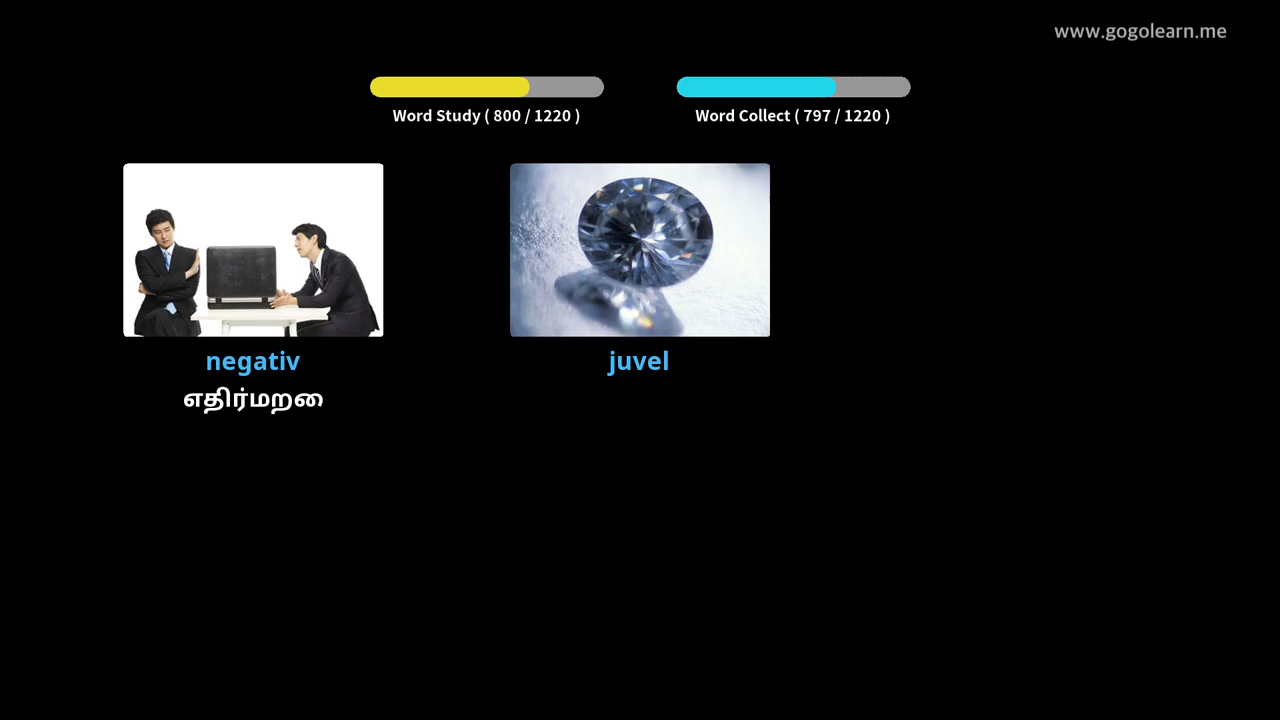 www.gogolearn.me
Word Study ( 800 / 1220 )
Word Collect ( 797 / 1220 )
negativ
எதிர்மறை
juvel